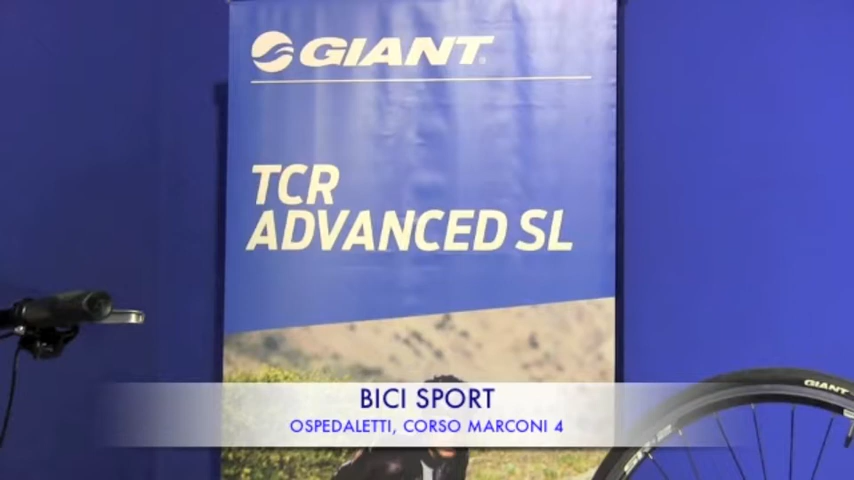 GIANT
TCR
ADVANCED SL
BICI SPORT
OSPEDALETTI, CORSO MARCONI 4
GIANT